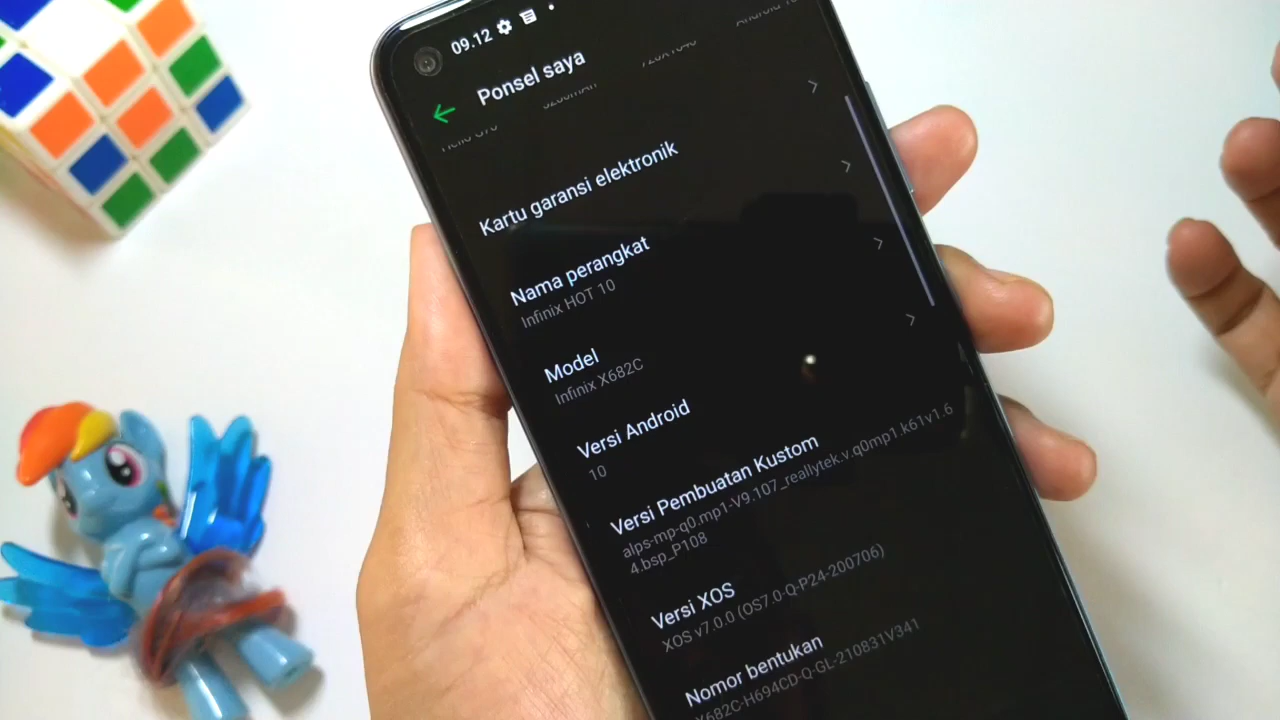 09.12
Ponsel saya
Kartu garansi elektronik
Nama perangkat
Infinix HOT 10
Model
Infinix X682C
Versi Android
10
Versi Pembuatan Kustom
alps-mp-q0.mp1-V9.107_reallytek.v.q0mp1.k61v1.6
4.bsp_P108
Versi XOS
XOS v7.0.0 (OS7.0-Q-P24-200706)
Nomor bentukan
X682C-H694CD-Q-GL-210831V341